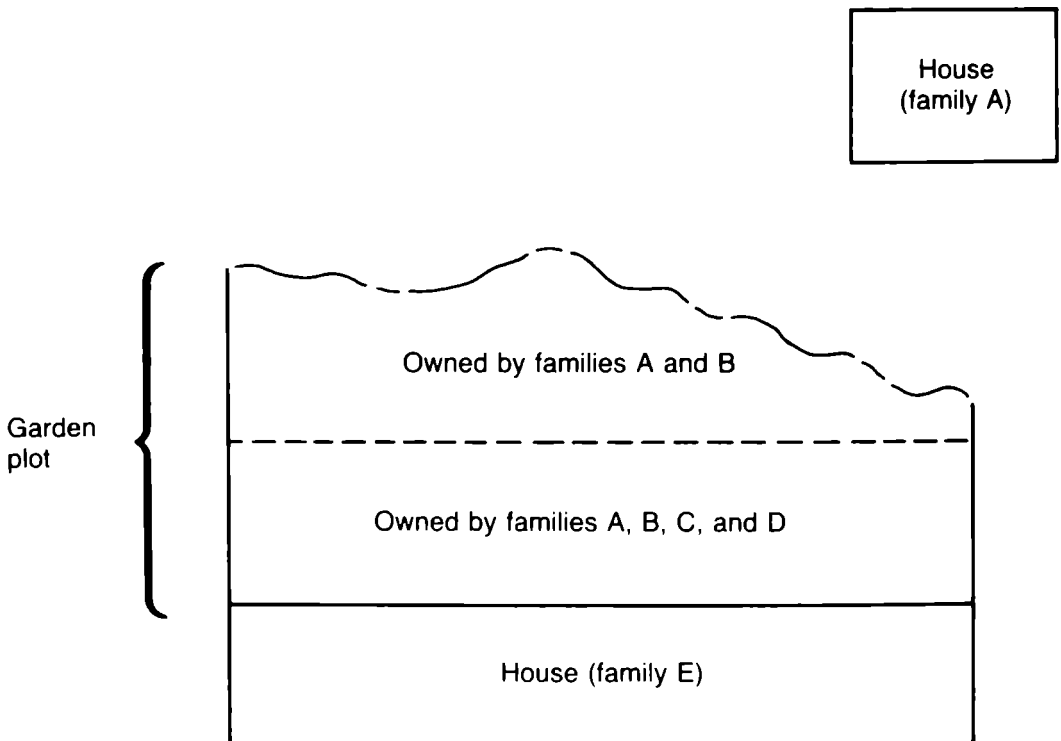 House
(family A)
Owned by families A and B
Garden
plot
Owned by families A, B, C, and D
House (family E)